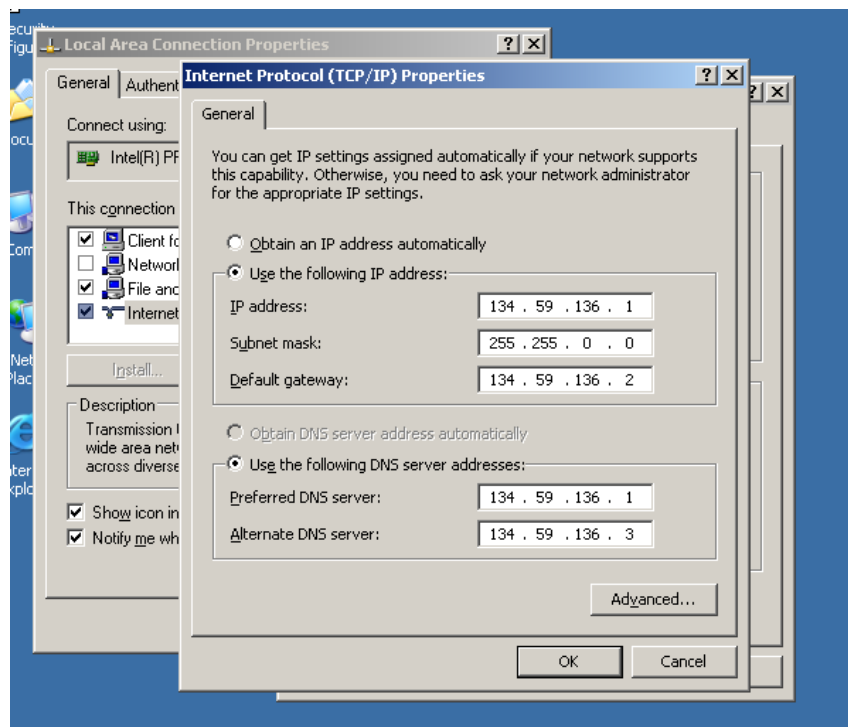 Local Area Connection Properties
General
Authent
Connect using:
Intel(R) PF
This connection
Client fo
Network
File and
Internet
Install...
Description
Transmission
wide area net
across diverse
Show icon in
Notify me wh
Internet Protocol (TCP/IP) Properties
General
You can get IP settings assigned automatically if your network supports
this capability. Otherwise, you need to ask your network administrator
for the appropriate IP settings.
Obtain an IP address automatically
Use the following IP address:
IP address: 134 . 59 . 136 . 1
Subnet mask: 255 . 255 . 0 . 0
Default gateway: 134 . 59 . 136 . 2
Obtain DNS server address automatically
Use the following DNS server addresses:
Preferred DNS server: 134 . 59 . 136 . 1
Alternate DNS server: 134 . 59 . 136 . 3
Advanced...
OK Cancel